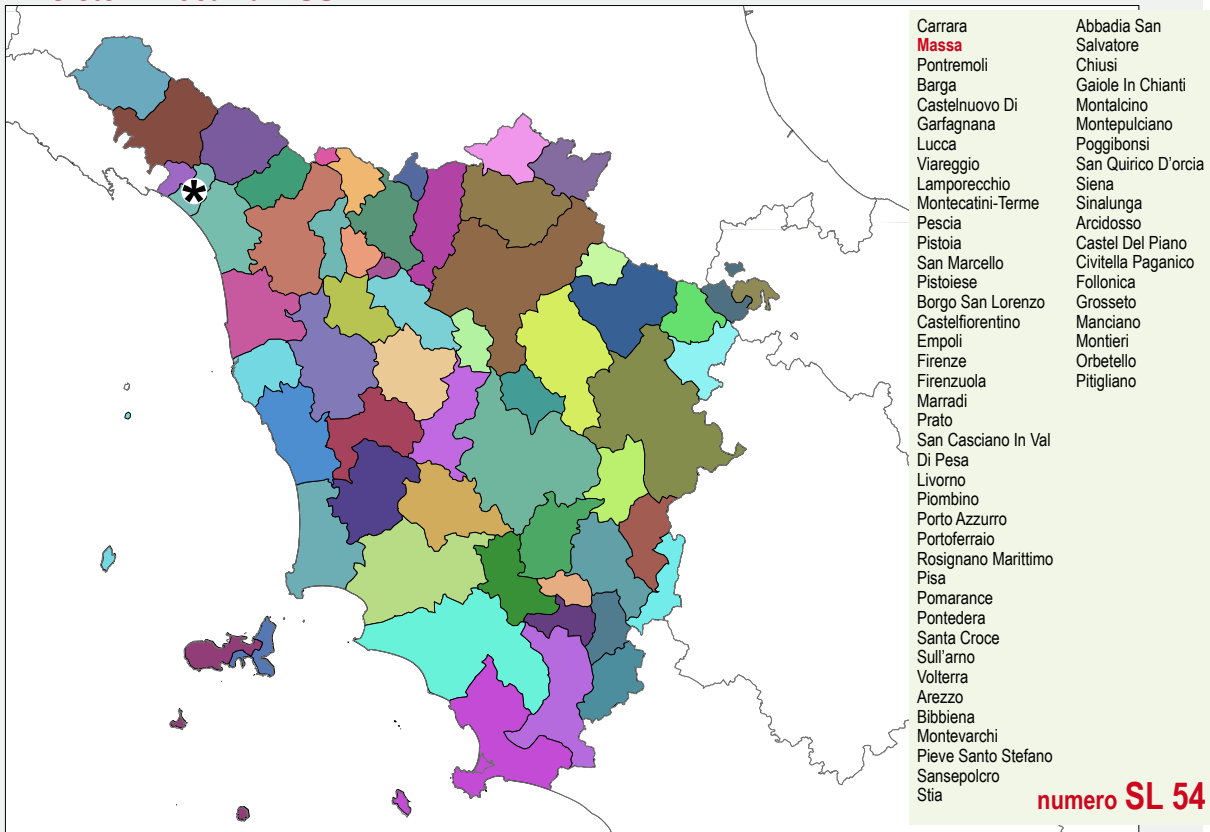 Carrara
Massa
Pontremoli
Barga
Castelnuovo Di
Garfagnana
Lucca
Viareggio
Lamporecchio
Montecatini-Terme
Pescia
Pistoia
San Marcello
Pistoiese
Borgo San Lorenzo
Castelfiorentino
Empoli
Firenze
Firenzuola
Marradi
Prato
San Casciano In Val
Di Pesa
Livorno
Piombino
Porto Azzurro
Portoferraio
Rosignano Marittimo
Pisa
Pomarance
Pontedera
Santa Croce
Sull'arno
Volterra
Arezzo
Bibbiena
Montevarchi
Pieve Santo Stefano
Sansepolcro
Stia
Abbadia San
Salvatore
Chiusi
Gaiole In Chianti
Montalcino
Montepulciano
Poggibonsi
San Quirico D'orcia
Siena
Sinalunga
Arcidosso
Castel Del Piano
Civitella Paganico
Follonica
Grosseto
Manciano
Montieri
Orbetello
Pitigliano
numero SL 54